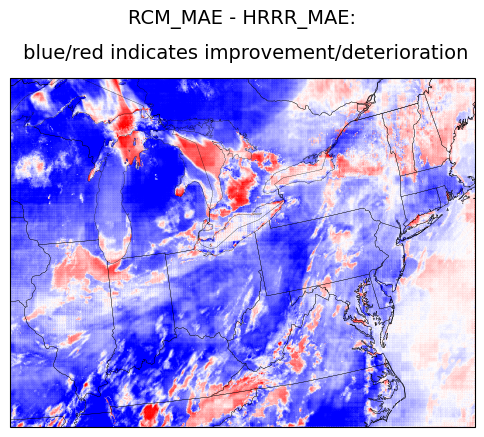 RCM_MAE - HRRR_MAE:
blue/red indicates improvement/deterioration